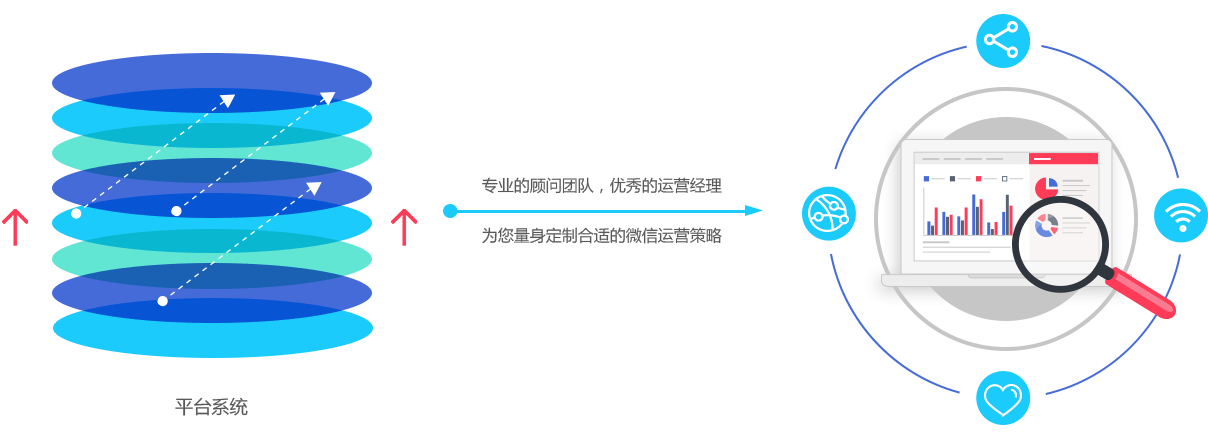 专业的顾问团队，优秀的运营经理
为您量身定制合适的微信运营策略
平台系统